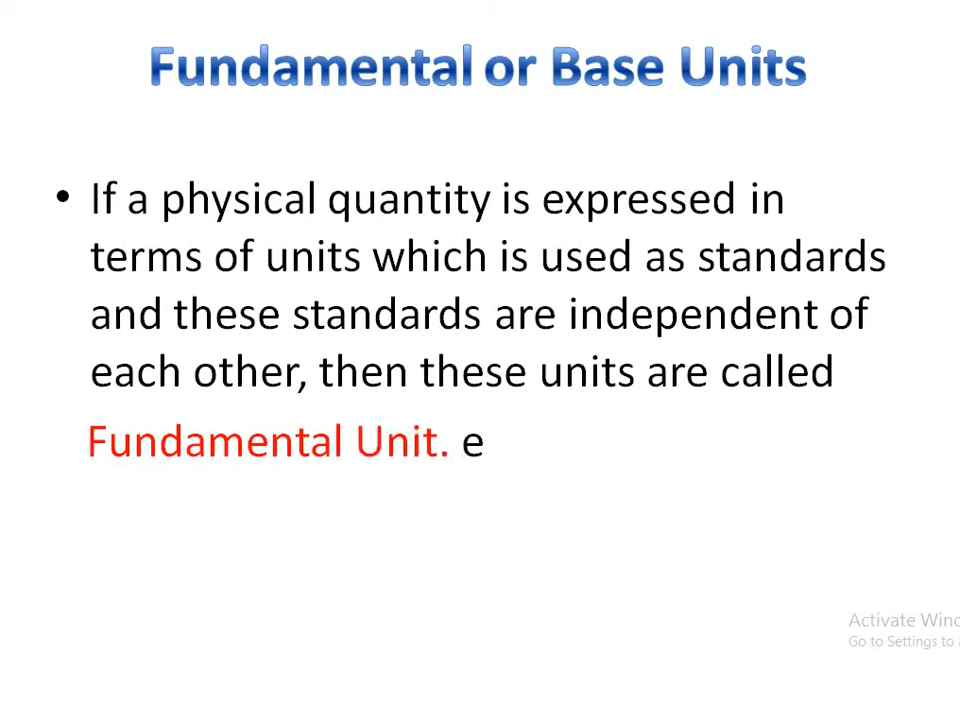 Fundamental or Base Units
• If a physical quantity is expressed in
terms of units which is used as standards
and these standards are independent of
each other, then these units are called
Fundamental Unit. e
Activate Wind
Go to Settings to a